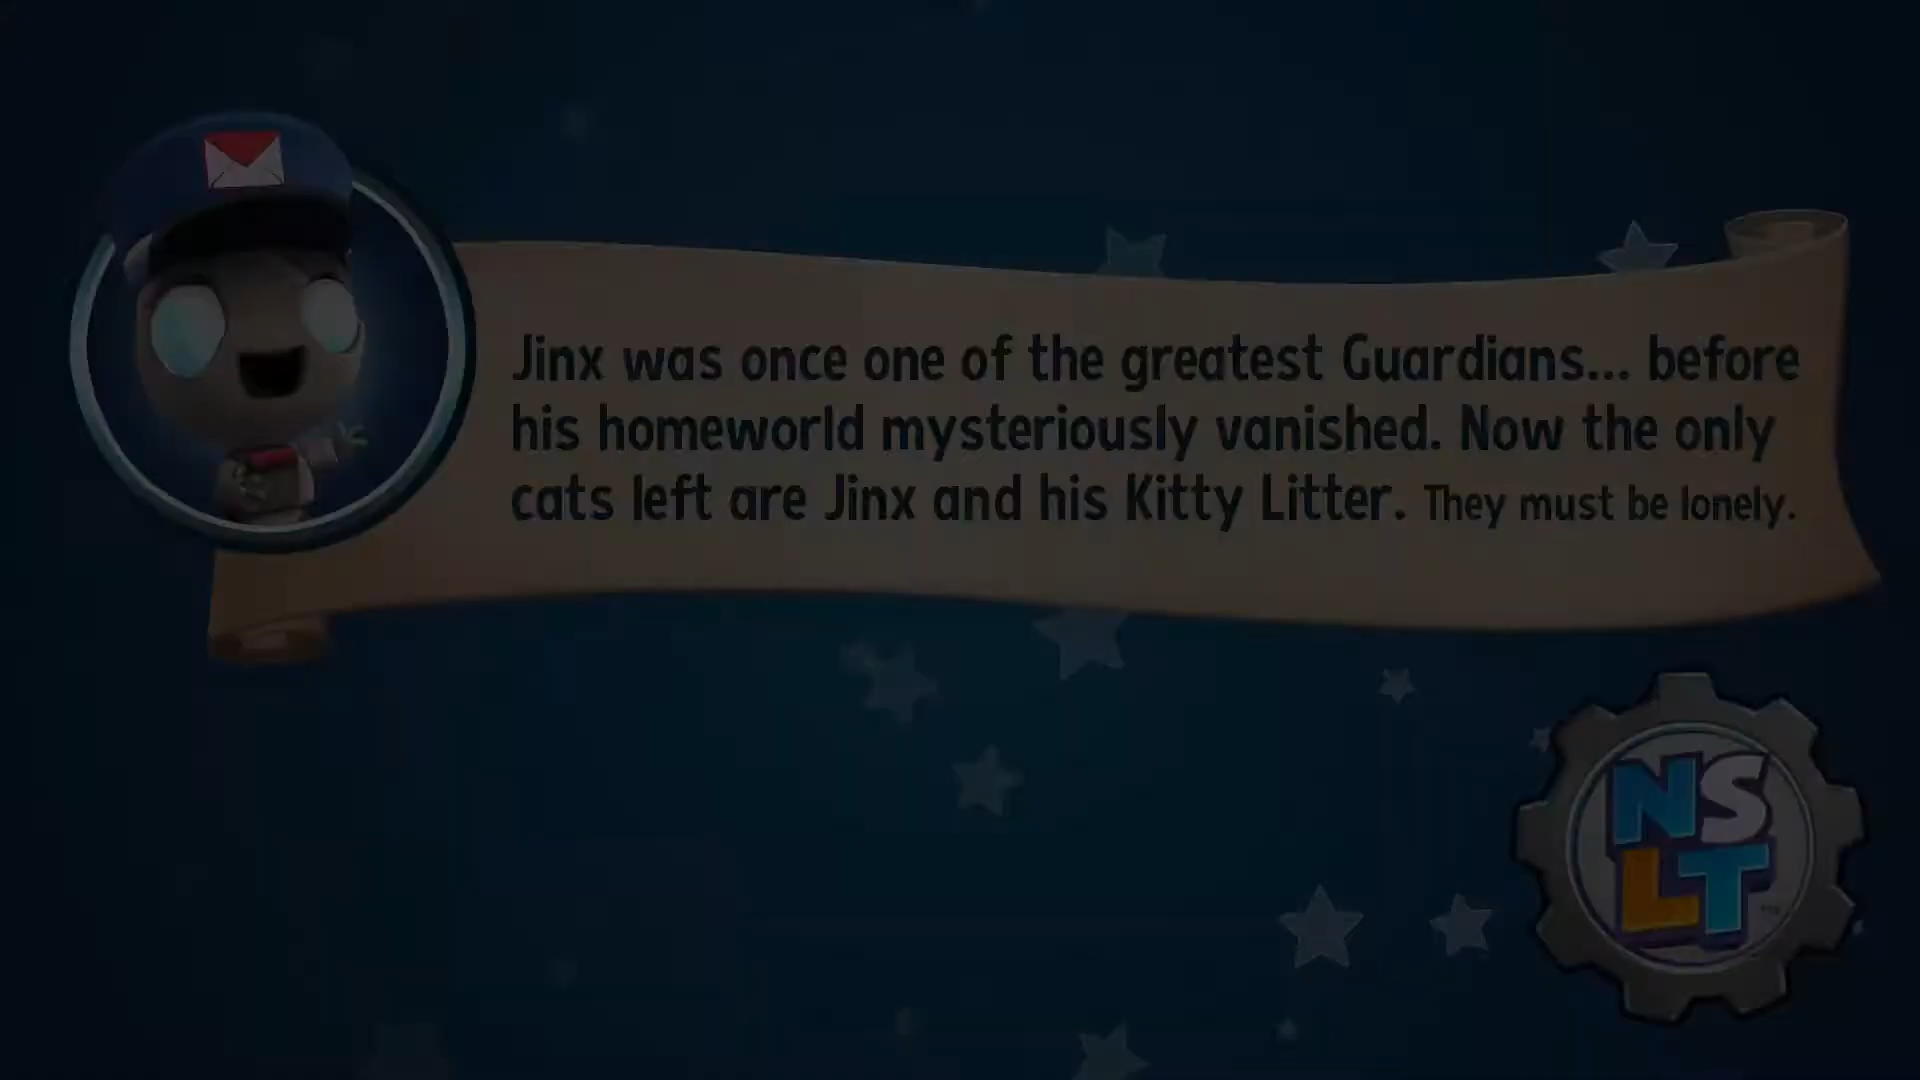 Jinx was once one of the greatest Guardians... before
his homeworld mysteriously vanished. Now the only
cats left are Jinx and his Kitty Litter. They must be lonely.
NS
LT